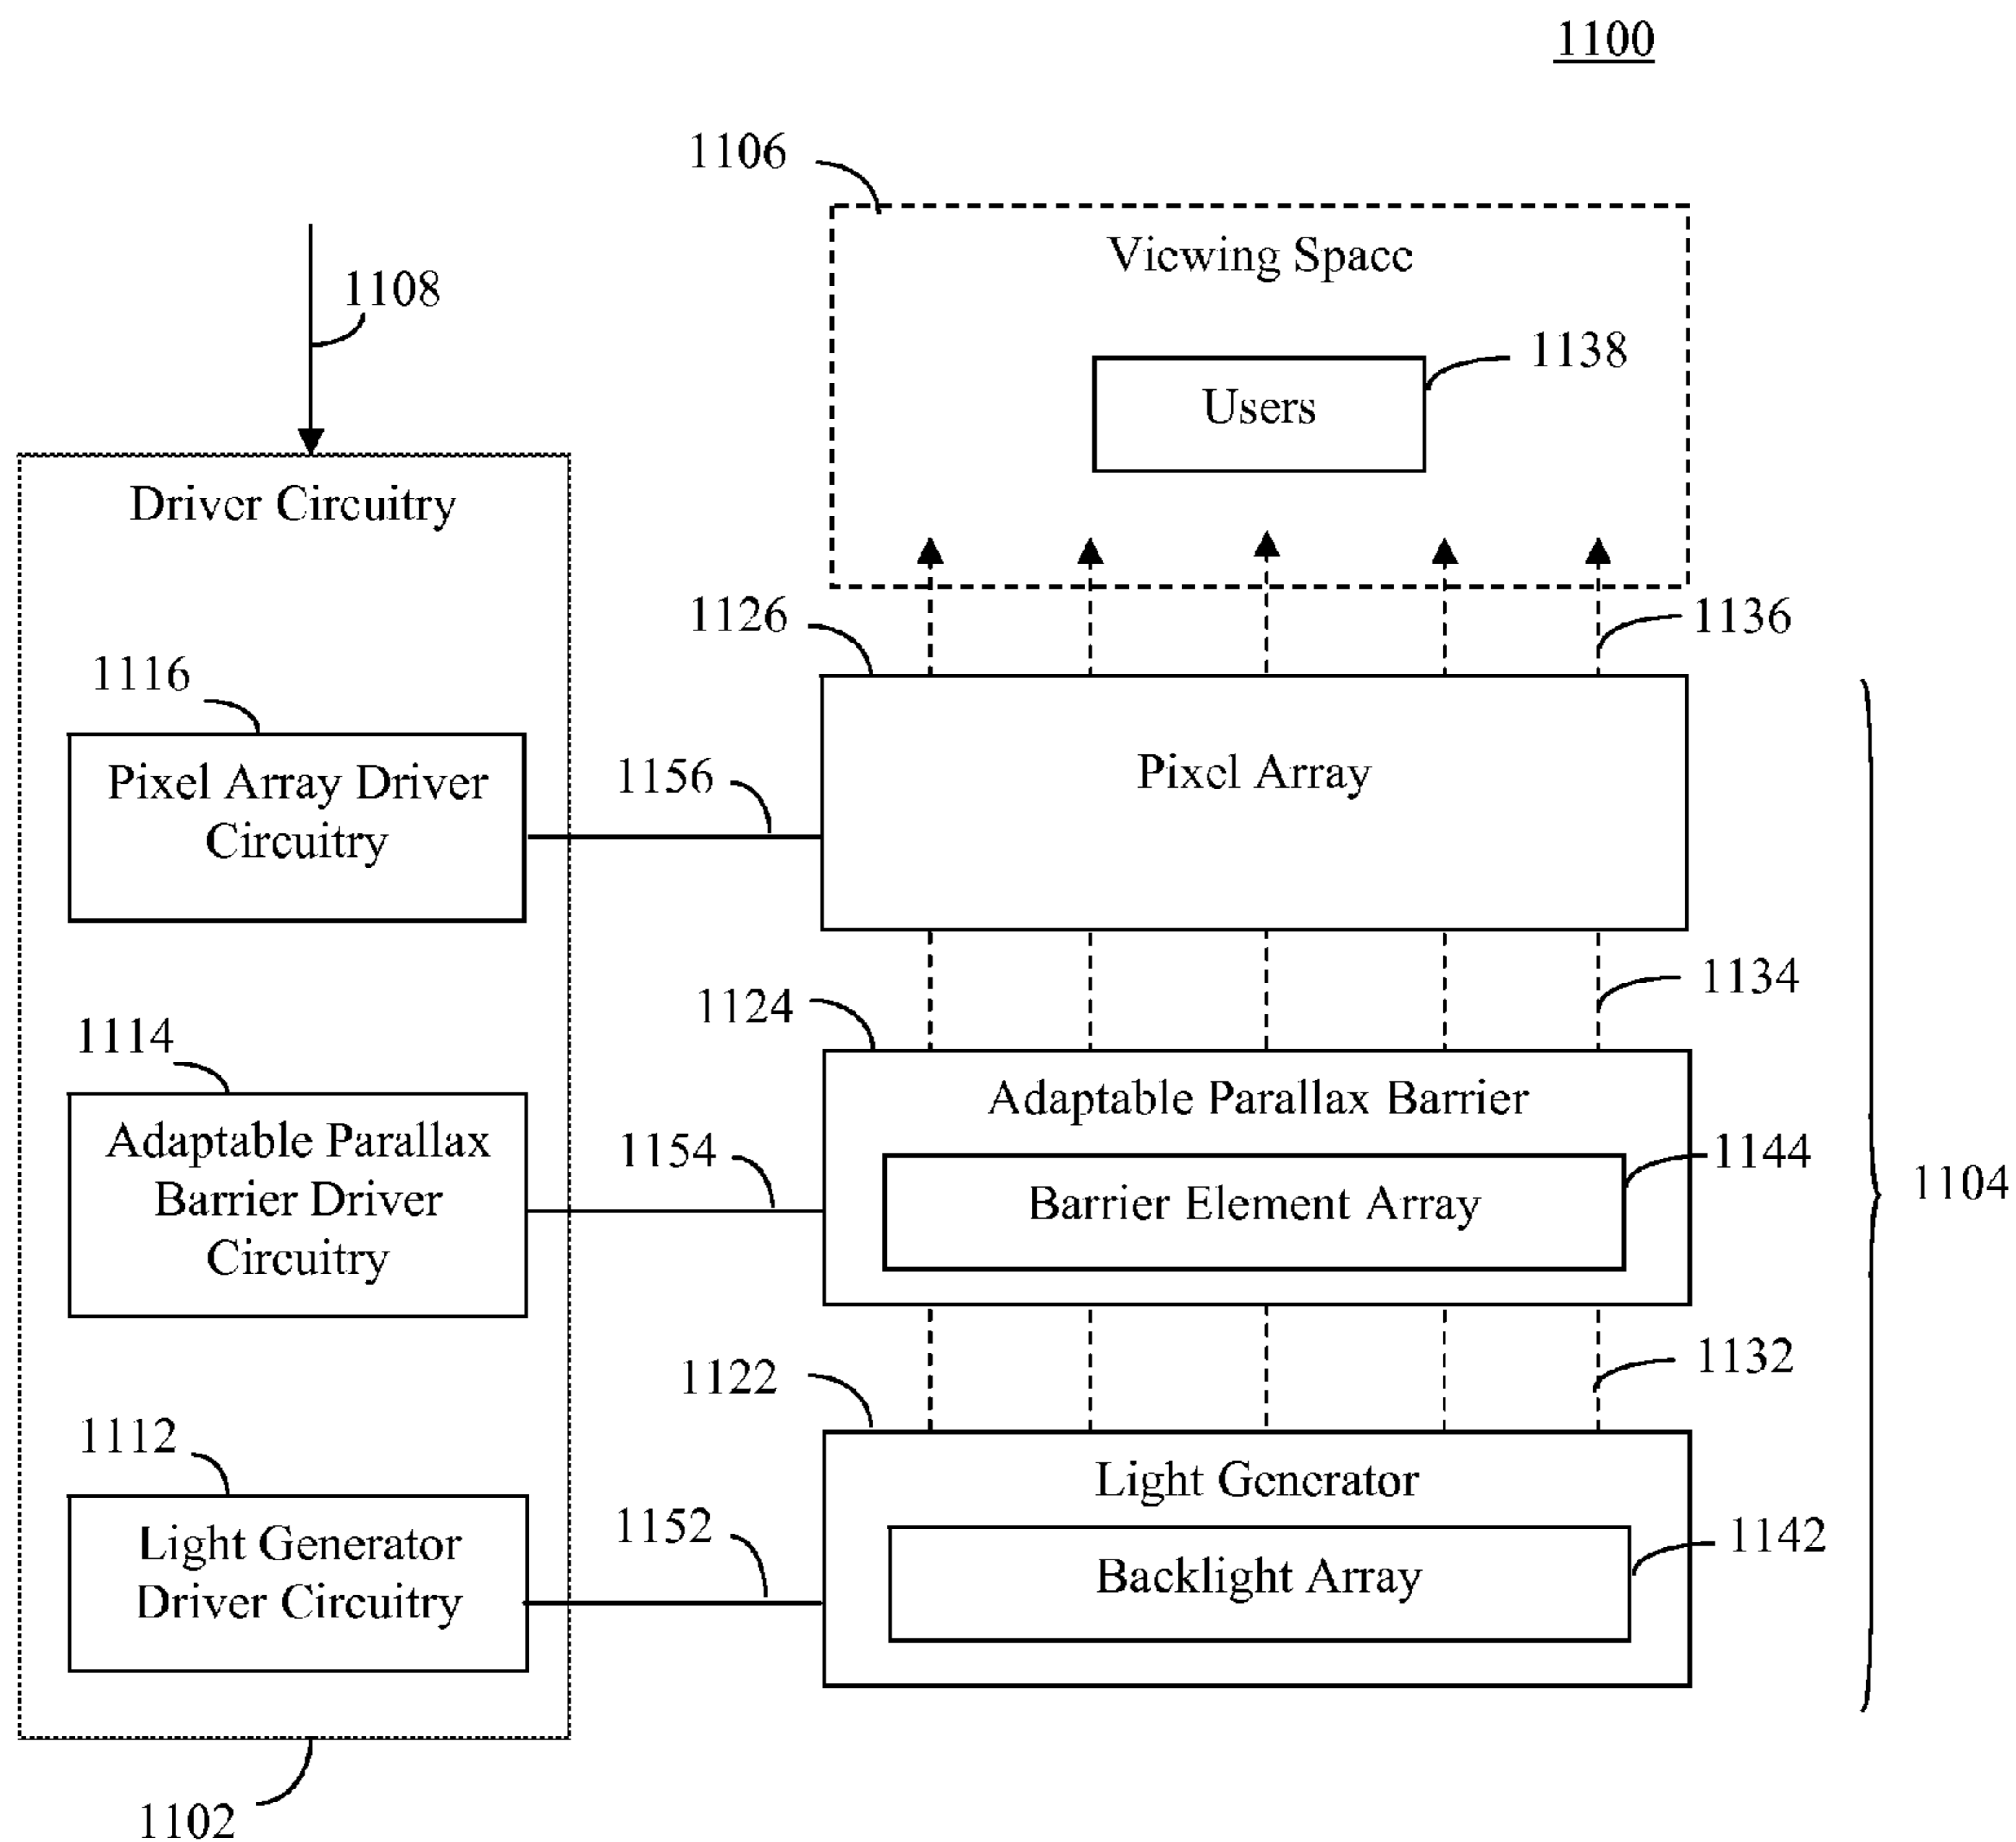 1100
1106
Viewing Space
1108
1138
Users
Driver Circuitry
1126
1136
1116
Pixel Array Driver
Circuitry
1156
Pixel Array
1124
1134
1114
Adaptable Parallax
Barrier Driver
Circuitry
1154
Adaptable Parallax Barrier
1144
Barrier Element Array
1104
1122
1132
1112
Light Generator
Driver Circuitry
1152
Light Generator
1142
Backlight Array
1102